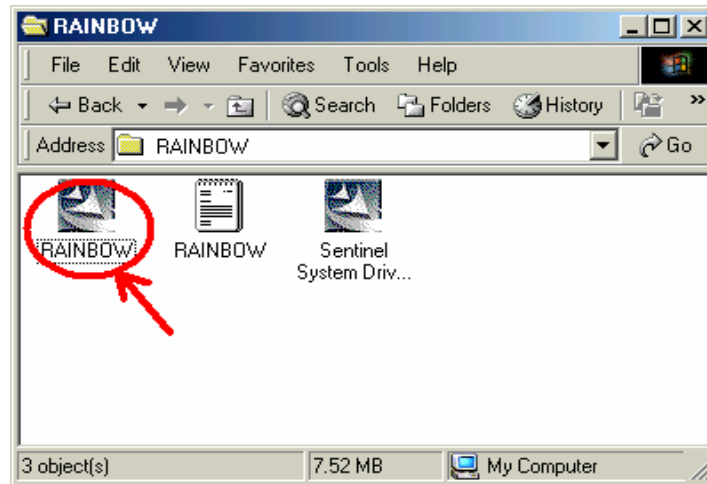 RAINBOW
File Edit View Favorites Tools Help
Back Search Folders History »
Address RAINBOW Go
RAINBOW RAINBOW Sentinel
System Driv...
3 object(s) 7.52 MB My Computer